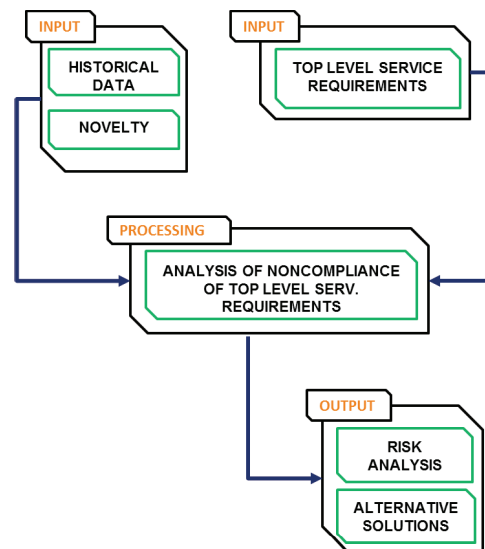 INPUT
HISTORICAL
DATA
NOVELTY
INPUT
TOP LEVEL SERVICE
REQUIREMENTS
PROCESSING
ANALYSIS OF NONCOMPLIANCE
OF TOP LEVEL SERV.
REQUIREMENTS
OUTPUT
RISK
ANALYSIS
ALTERNATIVE
SOLUTIONS